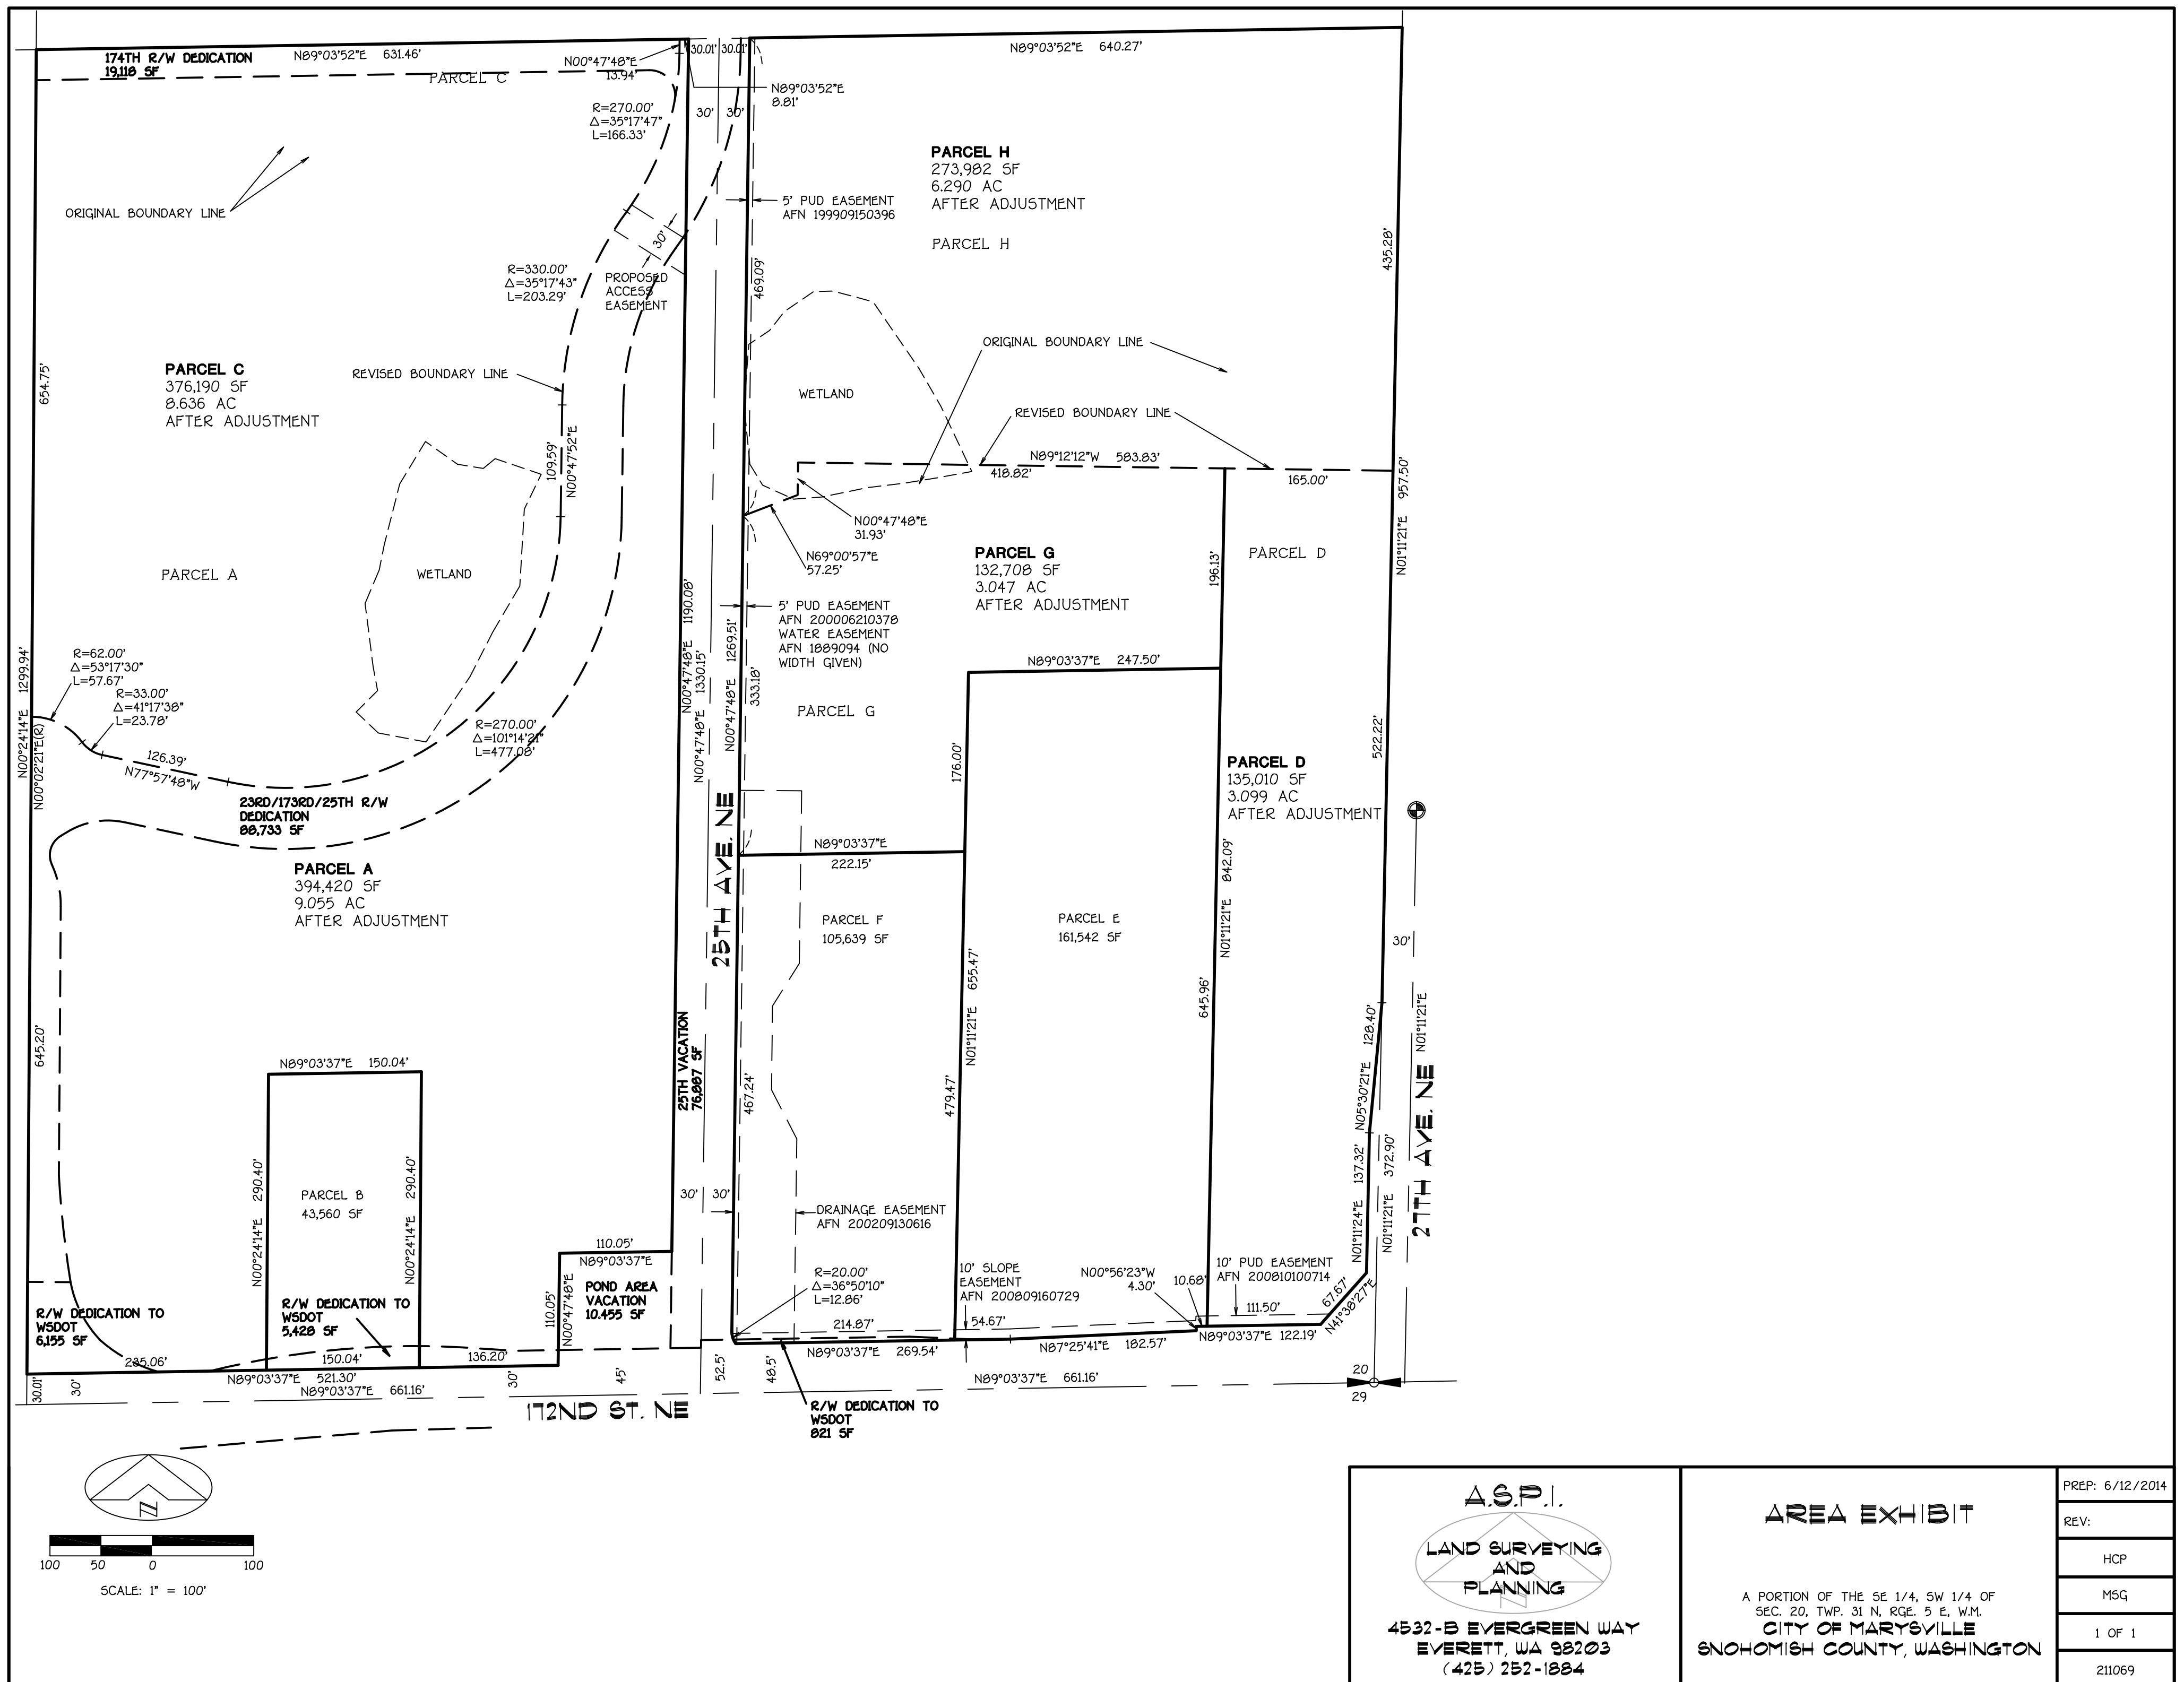 174TH R/W DEDICATION
19,118 SF
N89°03'52"E 631.46'
PARCEL C
N00°47'48"E
13.94'
30.01' 30.01'
N89°03'52"E 640.27'
N89°03'52"E
8.81'
30' 30'
R=270.00'
Δ=35°17'47"
L=166.33'
ORIGINAL BOUNDARY LINE
PARCEL H
273,982 SF
6.290 AC
AFTER ADJUSTMENT
PARCEL H
5' PUD EASEMENT
AFN 199909150396
435.28'
30'
R=330.00'
Δ=35°17'43"
L=203.29'
PROPOSED
ACCESS
EASEMENT
469.09'
ORIGINAL BOUNDARY LINE
654.75'
PARCEL C
376,190 SF
8.636 AC
AFTER ADJUSTMENT
REVISED BOUNDARY LINE
WETLAND
REVISED BOUNDARY LINE
109.59'
N00°47'52"E
N89°12'12"W 583.83'
418.82'
165.00'
N01°11'21"E 957.50'
N00°47'48"E
31.93'
N69°00'57"E
57.25'
PARCEL G
132,708 SF
3.047 AC
AFTER ADJUSTMENT
196.13'
PARCEL D
PARCEL A
WETLAND
5' PUD EASEMENT
AFN 200006210378
WATER EASEMENT
AFN 1889094 (NO
WIDTH GIVEN)
N00°47'48"E 1190.08'
N00°47'48"E 1330.15'
N00°47'48"E 1269.51'
333.18'
N89°03'37"E 247.50'
R=62.00'
Δ=53°17'30"
L=57.67'
R=33.00'
Δ=41°17'38"
L=23.78'
N00°24'14"E 1299.94'
N00°02'21"E(R)
126.39'
N77°57'48"W
R=270.00'
Δ=101°14'21"
L=477.08'
PARCEL G
176.00'
522.22'
PARCEL D
135,010 SF
3.099 AC
AFTER ADJUSTMENT
23RD/173RD/25TH R/W
DEDICATION
88,733 SF
25TH AVE. NE
N89°03'37"E
222.15'
N01°11'21"E 842.09'
PARCEL A
394,420 SF
9.055 AC
AFTER ADJUSTMENT
PARCEL F
105,639 SF
PARCEL E
161,542 SF
30'
N01°11'21"E 655.47'
645.96'
645.20'
25TH VACATION
76,887 SF
467.24'
479.47'
N05°30'21"E 128.40'
N01°11'21"E
27TH AVE. NE
N89°03'37"E 150.04'
N00°24'14"E 290.40'
N00°24'14"E 290.40'
PARCEL B
43,560 SF
30' 30'
DRAINAGE EASEMENT
AFN 200209130616
N01°11'24"E 137.32'
N01°11'21"E 372.90'
110.05'
N89°03'37"E
N00°47'48"E
110.05'
POND AREA
VACATION
10.455 SF
R=20.00'
Δ=36°50'10"
L=12.86'
10' SLOPE
EASEMENT
AFN 200809160729
N00°56'23"W
4.30'
10.68'
10' PUD EASEMENT
AFN 200810100714
67.67'
N41°38'27"E
R/W DEDICATION TO
WSDOT
6,155 SF
R/W DEDICATION TO
WSDOT
5,428 SF
214.87'
54.67'
111.50'
235.06'
150.04'
136.20'
N89°03'37"E 269.54'
N87°25'41"E 182.57'
N89°03'37"E 122.19'
N89°03'37"E 521.30'
N89°03'37"E 661.16'
30.01'
30'
30'
45'
52.5'
48.5'
N89°03'37"E 661.16'
20
29
172ND ST. NE
R/W DEDICATION TO
WSDOT
821 SF
N
100 50 0 100
SCALE: 1" = 100'
A.S.P.I.
LAND SURVEYING
AND
PLANNING
N
4532-B EVERGREEN WAY
EVERETT, WA 98203
(425) 252-1884
AREA EXHIBIT
A PORTION OF THE SE 1/4, SW 1/4 OF
SEC. 20, TWP. 31 N, RGE. 5 E, W.M.
CITY OF MARYSVILLE
SNOHOMISH COUNTY, WASHINGTON
PREP: 6/12/2014
REV:
HCP
MSG
1 OF 1
211069